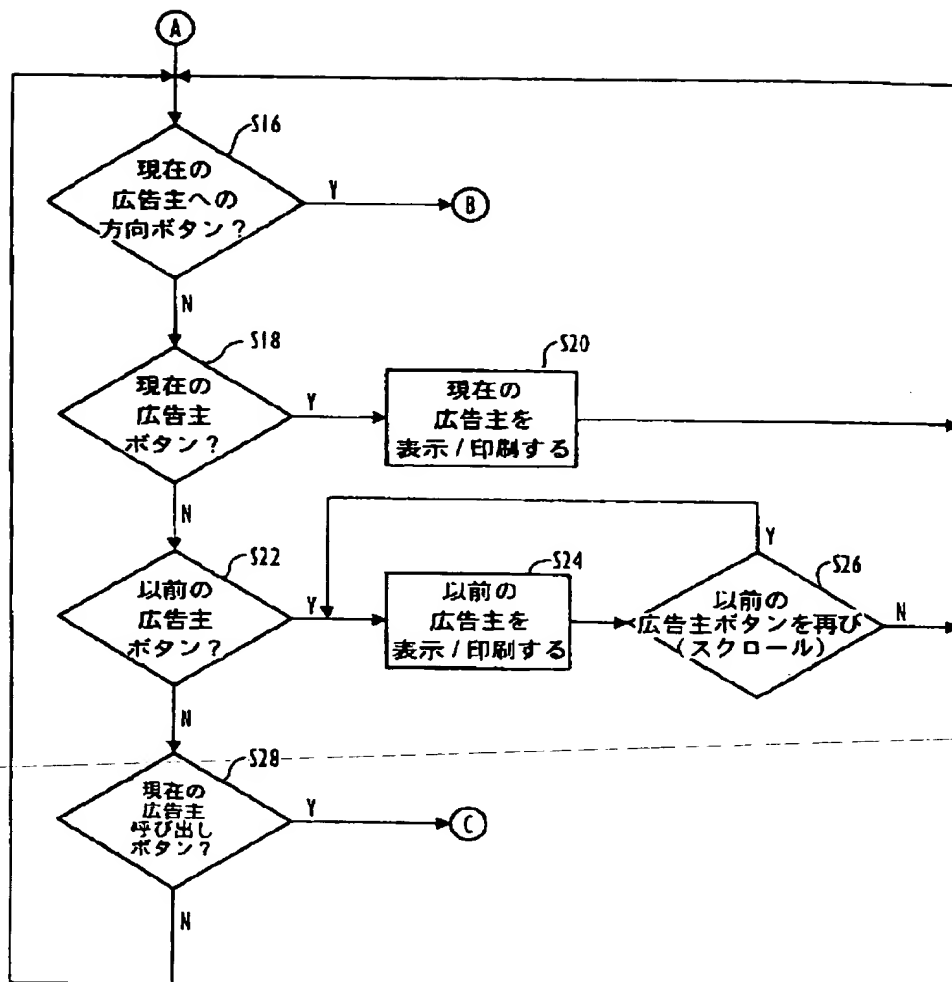 A
S16
現在の
広告主への
方向ボタン？
Y
B
N
S18
現在の
広告主
ボタン？
Y
S20
現在の
広告主を
表示/印刷する
N
S22
以前の
広告主
ボタン？
Y
S24
以前の
広告主を
表示/印刷する
Y
S26
以前の
広告主ボタンを再び
(スクロール)
N
N
S28
現在の
広告主
呼び出し
ボタン？
Y
C
N